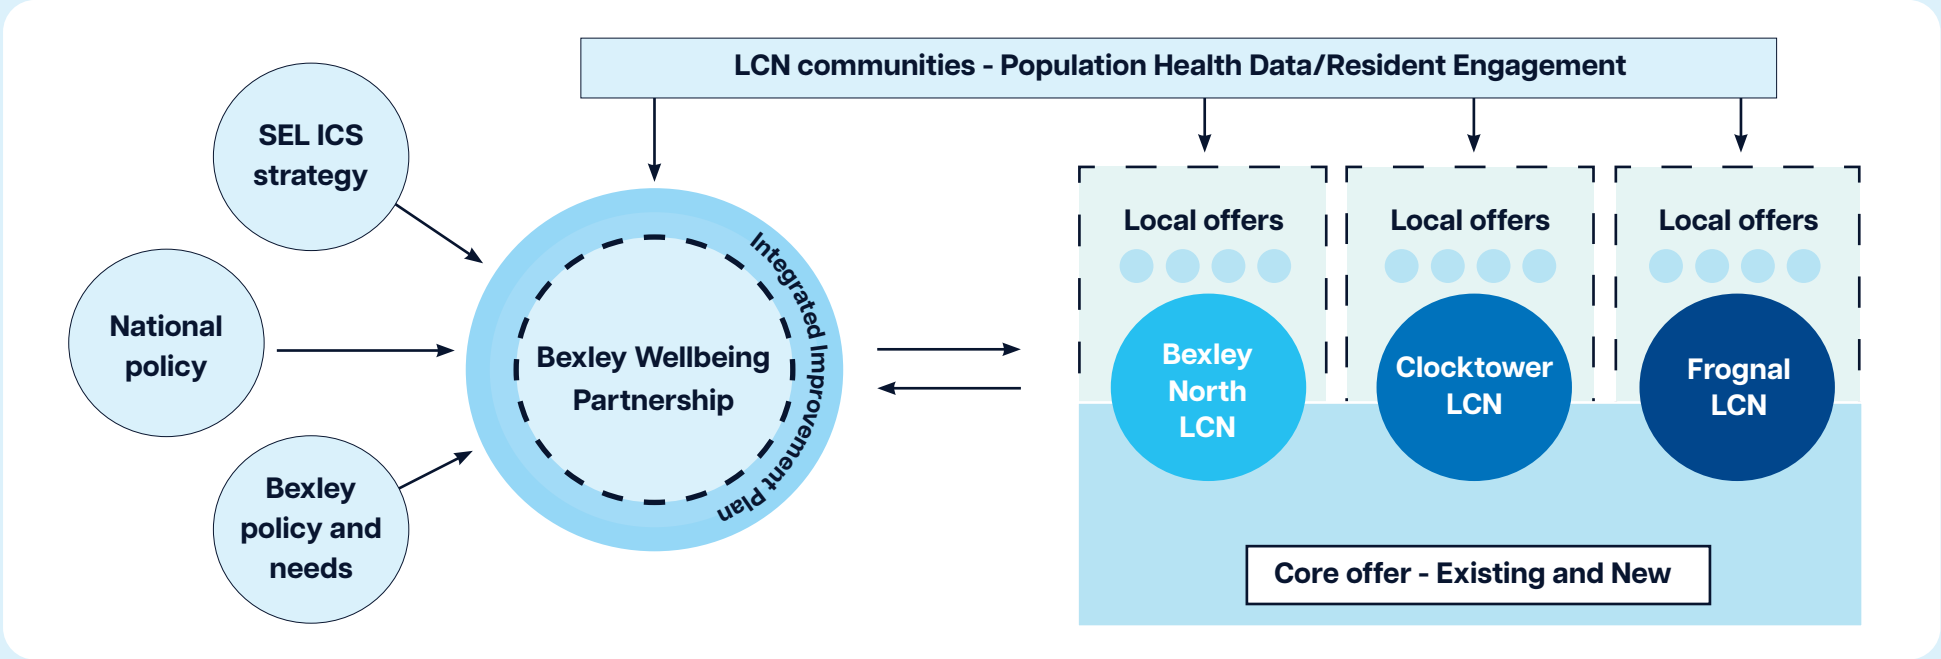 LCN communities - Population Health Data/Resident Engagement
SEL ICS
strategy
National
policy
Bexley
policy and
needs
Bexley Wellbeing
Partnership
Integrated Improvement Plan
Local offers
Bexley
North
LCN
Local offers
Clocktower
LCN
Local offers
Frognal
LCN
Core offer - Existing and New